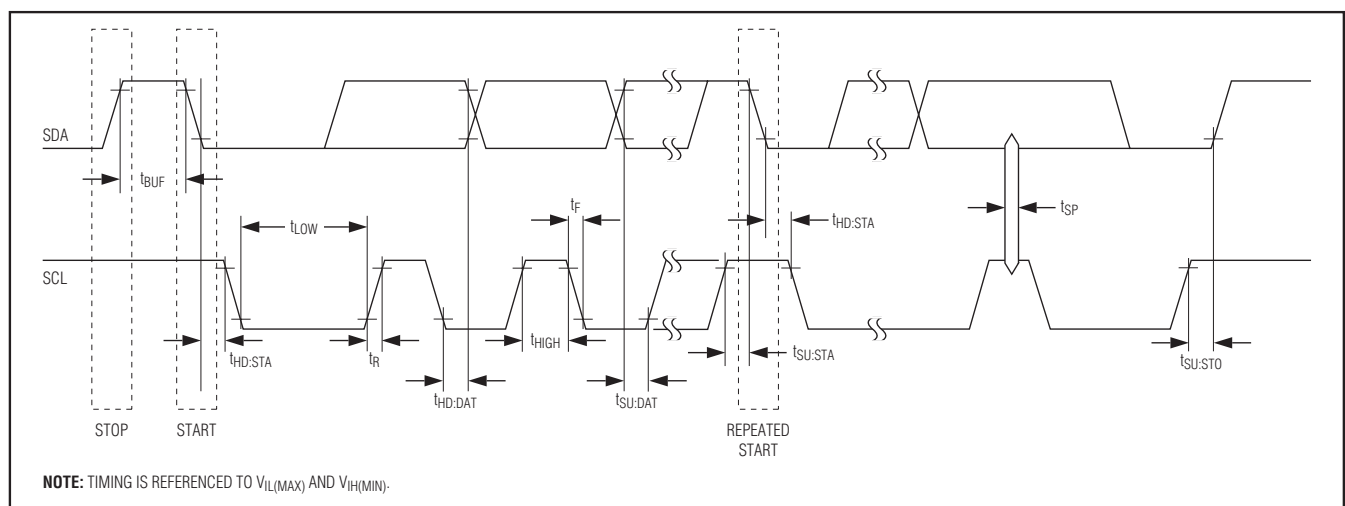 SDA
tBUF
tLOW
tF
tHD:STA
tSP
SCL
tHD:STA
tR
tHIGH
tSU:STA
tSU:STO
tHD:DAT
tSU:DAT
STOP
START
REPEATED
START
NOTE: TIMING IS REFERENCED TO VIL(MAX) AND VIH(MIN).